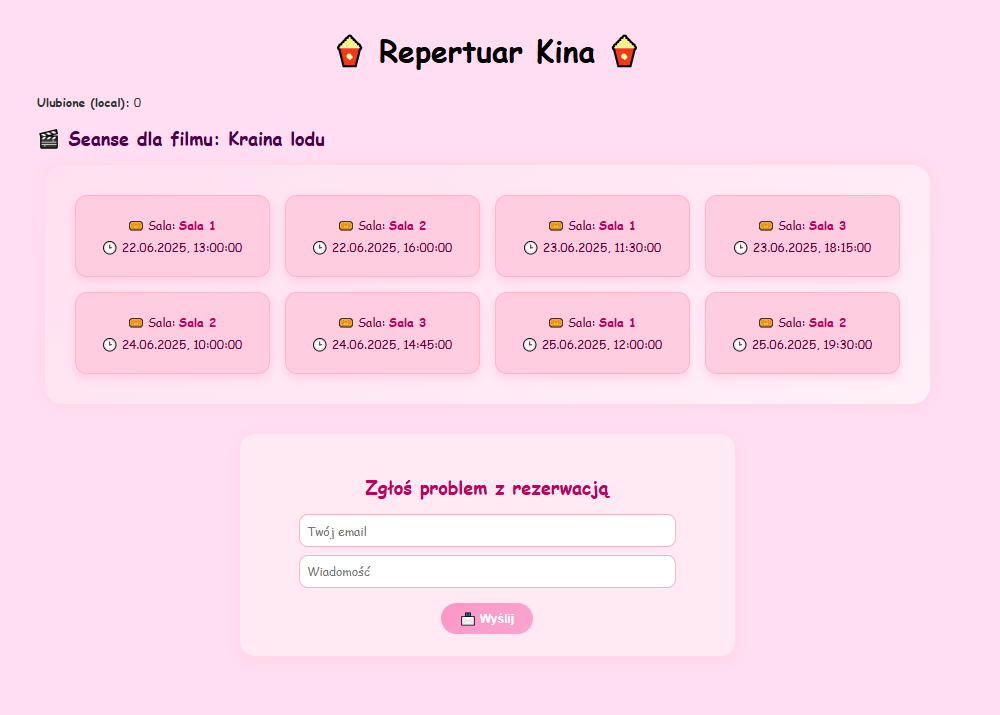 Repertuar Kina
Ulubione (local): 0
Seanse dla filmu: Kraina lodu
Sala: Sala 1
22.06.2025, 13:00:00
Sala: Sala 2
22.06.2025, 16:00:00
Sala: Sala 1
23.06.2025, 11:30:00
Sala: Sala 3
23.06.2025, 18:15:00
Sala: Sala 2
24.06.2025, 10:00:00
Sala: Sala 3
24.06.2025, 14:45:00
Sala: Sala 1
25.06.2025, 12:00:00
Sala: Sala 2
25.06.2025, 19:30:00
Zgłoś problem z rezerwacją
Twój email
Wiadomość
Wyślij